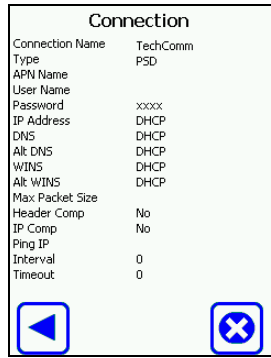 Connection
Connection Name TechComm
Type PSD
APN Name
User Name
Password xxxx
IP Address DHCP
DNS DHCP
Alt DNS DHCP
WINS DHCP
Alt WINS DHCP
Max Packet Size
Header Comp No
IP Comp No
Ping IP
Interval 0
Timeout 0